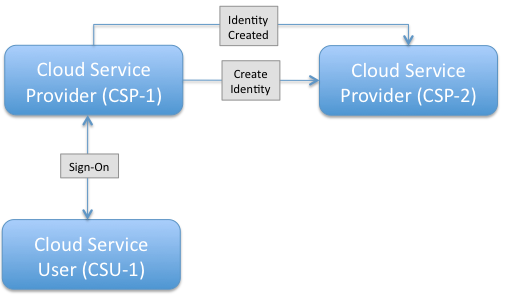 Identity
Created
Cloud Service
Provider (CSP-1)
Create
Identity
Cloud Service
Provider (CSP-2)
Sign-On
Cloud Service
User (CSU-1)